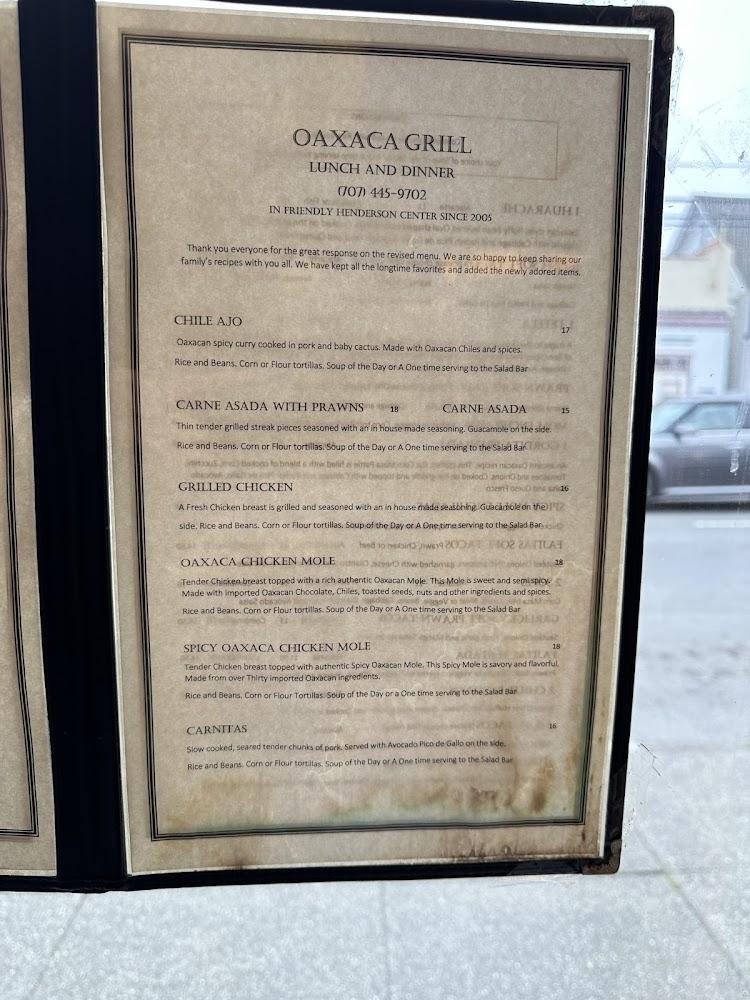 OAXACA GRILL
LUNCH AND DINNER
(707) 445-9702
IN FRIENDLY HENDERSON CENTER SINCE 2005
Thank you everyone for the great response on the revised menu. We are so happy to keep sharing our
family's recipes with you all. We have kept all the longtime favorites and added the newly adored items.
CHILE AJO 17
Oaxacan spicy curry cooked in pork and baby cactus. Made with Oaxacan Chiles and spices.
Rice and Beans. Corn or Flour tortillas. Soup of the Day or A One time serving to the Salad Bar
CARNE ASADA WITH PRAWNS 18 CARNE ASADA 15
Thin tender grilled streak pieces seasoned with an in house made seasoning. Guacamole on the side.
Rice and Beans. Corn or Flour tortillas. Soup of the Day or A One time serving to the Salad Bar
GRILLED CHICKEN 16
A Fresh Chicken breast is grilled and seasoned with an in house made seasoning. Guacamole on the
side. Rice and Beans. Corn or Flour tortillas. Soup of the Day or A One time serving to the Salad Bar
OAXACA CHICKEN MOLE 18
Tender Chicken breast topped with a rich authentic Oaxacan Mole. This Mole is sweet and semi spicy.
Made with imported Oaxacan Chocolate, Chiles, toasted seeds, nuts and other ingredients and spices.
Rice and Beans. Corn or Flour tortillas. Soup of the Day or A One time serving to the Salad Bar
SPICY OAXACA CHICKEN MOLE 18
Tender Chicken breast topped with authentic Spicy Oaxacan Mole. This Spicy Mole is savory and flavorful.
Made from over Thirty imported Oaxacan ingredients.
Rice and Beans. Corn or Flour Tortillas. Soup of the Day or a One time serving to the Salad Bar
CARNITAS 16
Slow cooked, seared tender chunks of pork. Served with Avocado Pico de Gallo on the side.
Rice and Beans. Corn or Flour tortillas. Soup of the Day or A One time serving to the Salad Bar